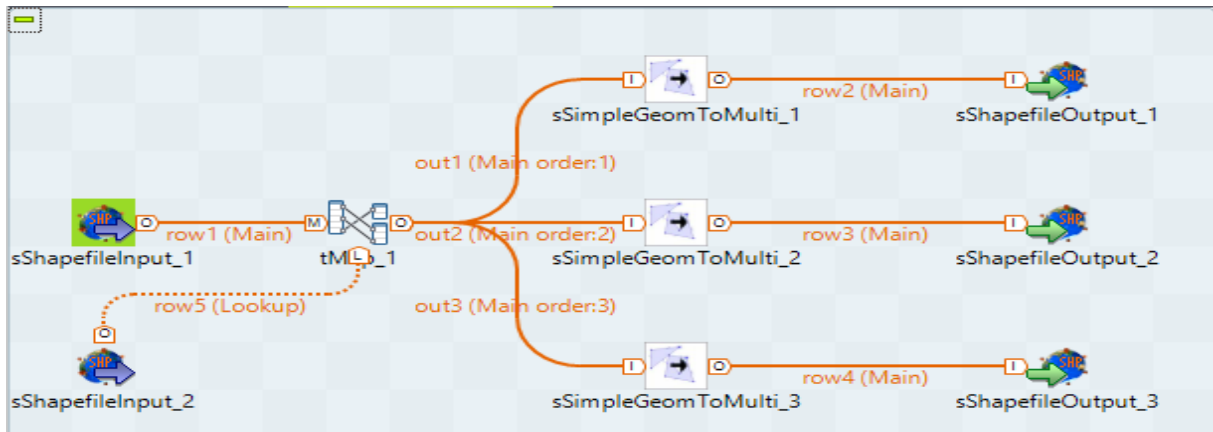 row2 (Main)
sSimpleGeomToMulti_1
sShapefileOutput_1
out1 (Main order:1)
row1 (Main)
out2 (Main order:2)
row3 (Main)
sShapefileInput_1
tMap_1
sSimpleGeomToMulti_2
sShapefileOutput_2
row5 (Lookup)
out3 (Main order:3)
row4 (Main)
sShapefileInput_2
sSimpleGeomToMulti_3
sShapefileOutput_3